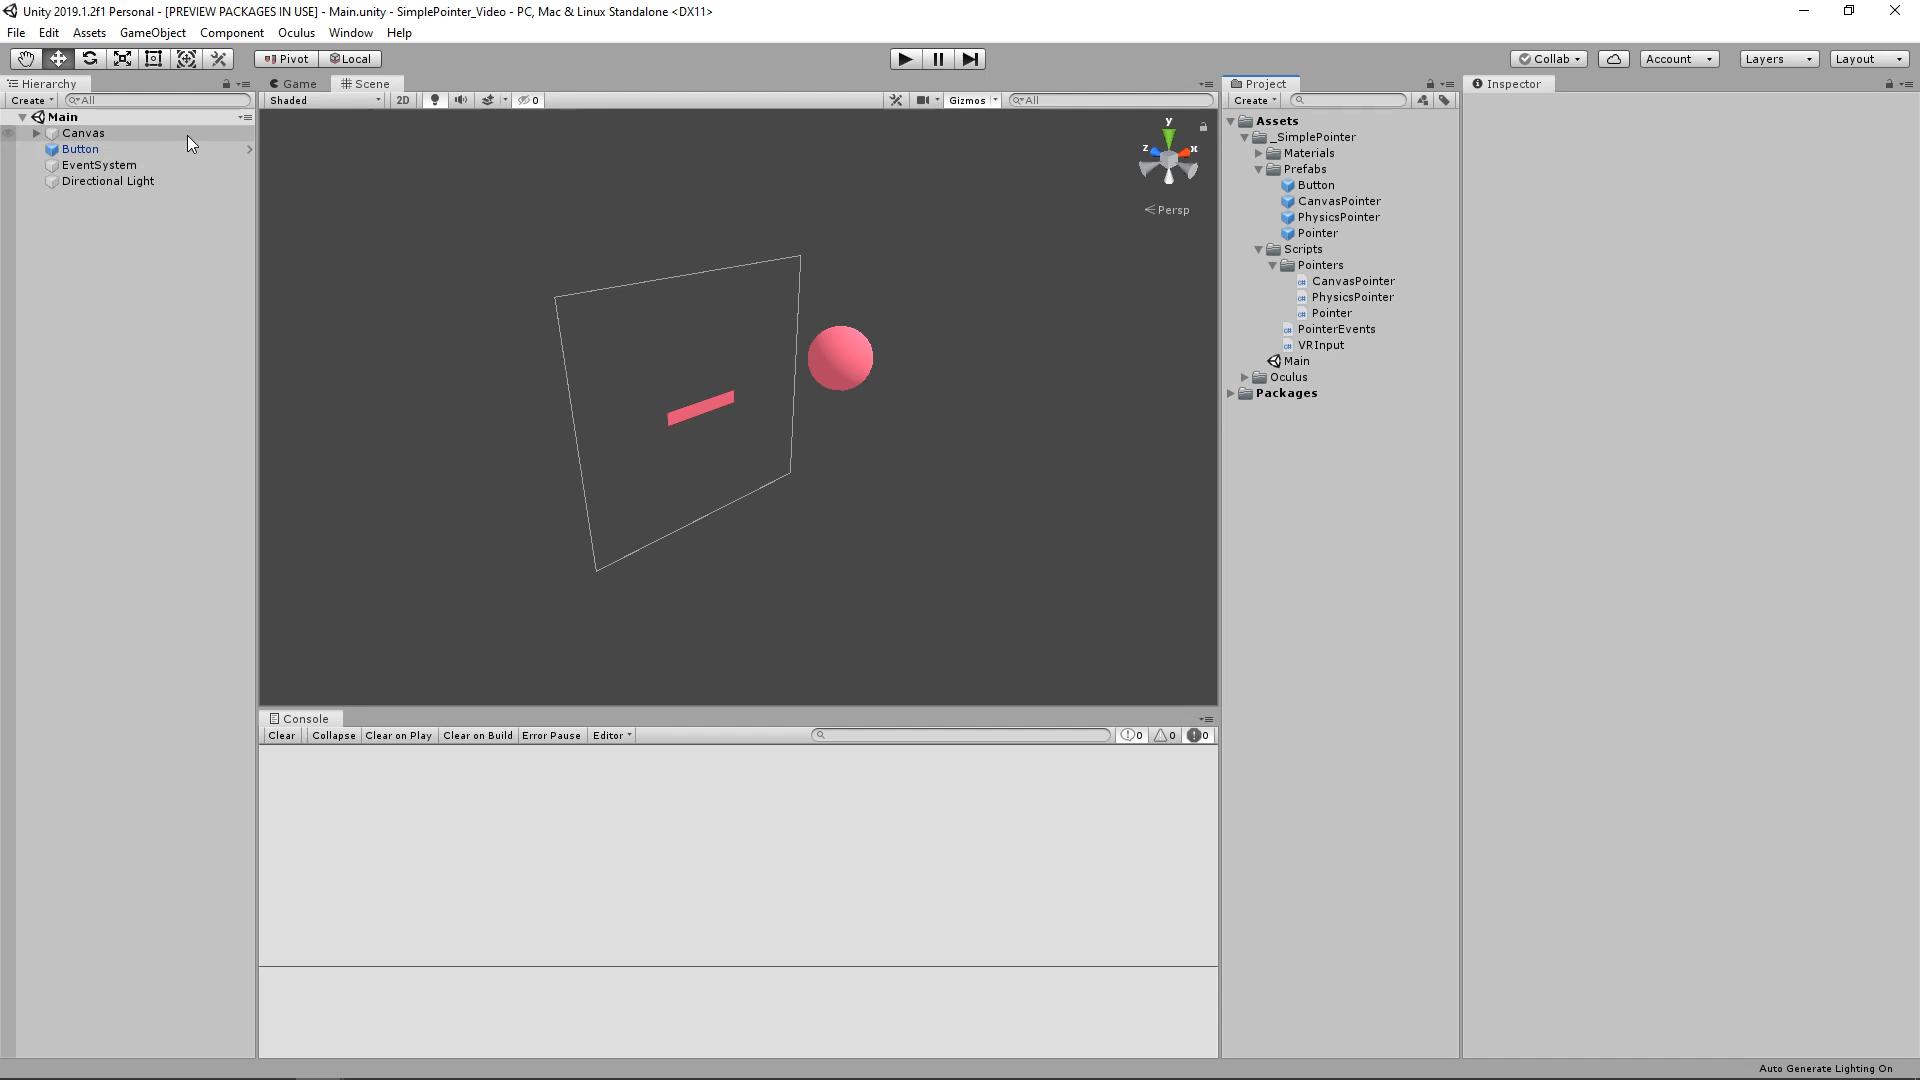 Unity 2019.1.2f1 Personal - [PREVIEW PACKAGES IN USE] - Main.unity - SimplePointer_Video - PC, Mac & Linux Standalone <DX11>
File Edit Assets GameObject Component Oculus Window Help
Pivot Local Collab Account Layers Layout
Hierarchy Game Scene Project Inspector
Create All Shaded 2D 0 Gizmos All Create
Main
Canvas
Button
EventSystem
Directional Light
y
z x
Persp
Assets
_SimplePointer
Materials
Prefabs
Button
CanvasPointer
PhysicsPointer
Pointer
Scripts
Pointers
CanvasPointer
PhysicsPointer
Pointer
PointerEvents
VRInput
Main
Oculus
Packages
Console
Clear Collapse Clear on Play Clear on Build Error Pause Editor 0 0 0
Auto Generate Lighting On